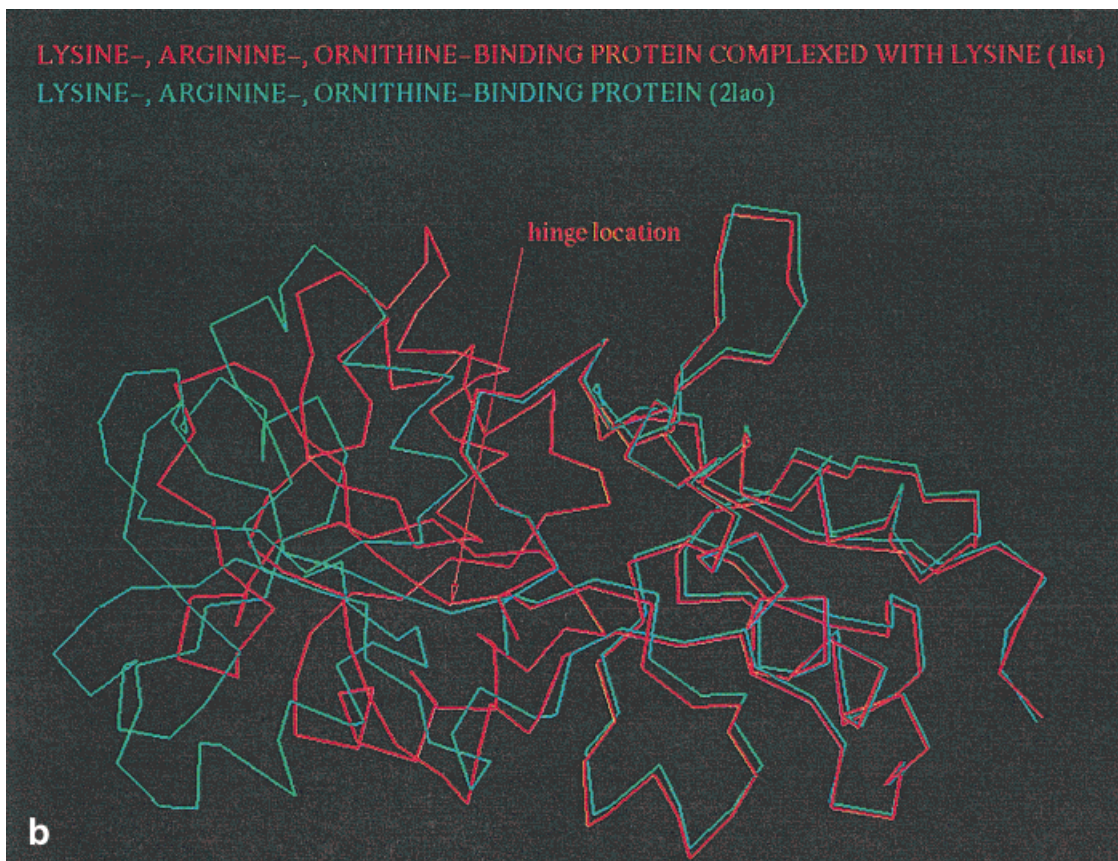 LYSINE-, ARGININE-, ORNITHINE-BINDING PROTEIN COMPLEXED WITH LYSINE (1lst)
LYSINE-, ARGININE-, ORNITHINE-BINDING PROTEIN (2lao)
hinge location
b